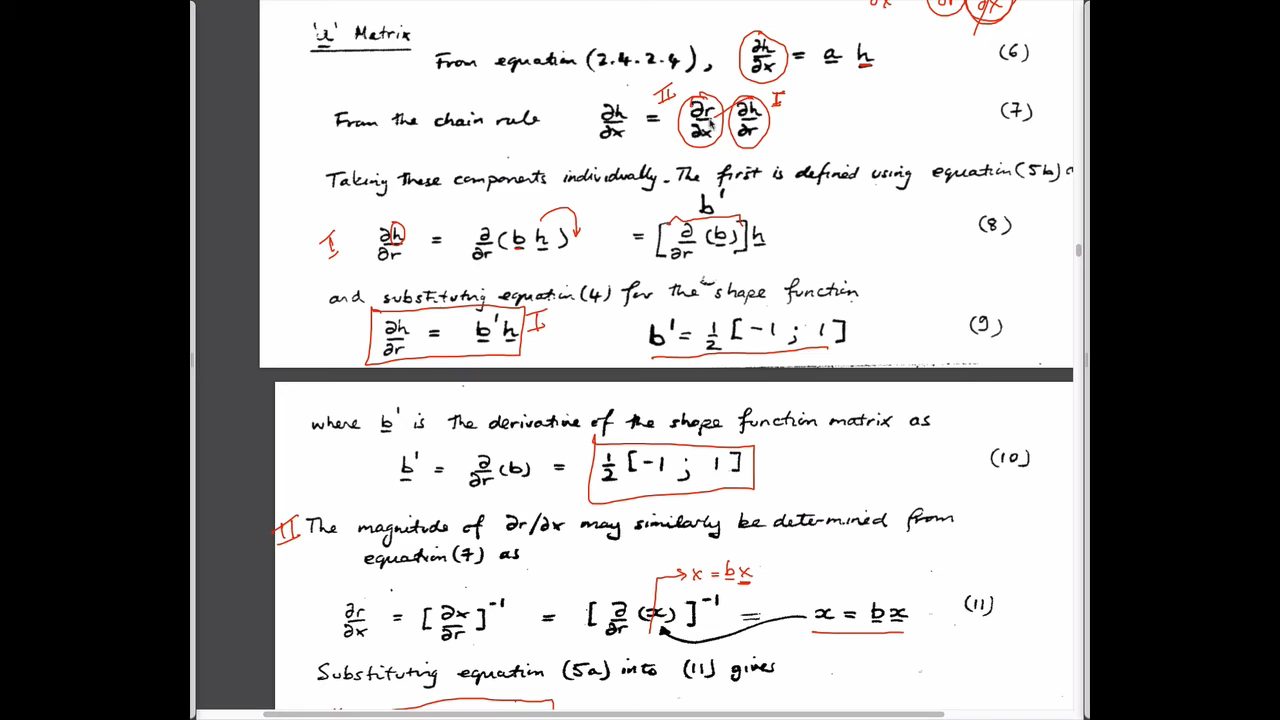 'a' Matrix
From equation (2.4.2.4), ∂h/∂x = a h (6)
From the chain rule ∂h/∂x = II ∂r/∂x ∂h/∂r I (7)
Taking these components individually. The first is defined using equation (5b)
b'
I ∂h/∂r = ∂/∂r (b h) = [∂/∂r (b)] h (8)
and substituting equation (4) for the shape function
∂h/∂r = b' h I b' = 1/2 [-1 ; 1] (9)
where b' is the derivative of the shape function matrix as
b' = ∂/∂r (b) = 1/2 [-1 ; 1] (10)
II The magnitude of ∂r/∂x may similarly be determined from
equation (7) as
x = b x
∂r/∂x = [∂x/∂r]⁻¹ = [∂/∂r (x)]⁻¹ = x = b x (11)
Substituting equation (5a) into (11) gives